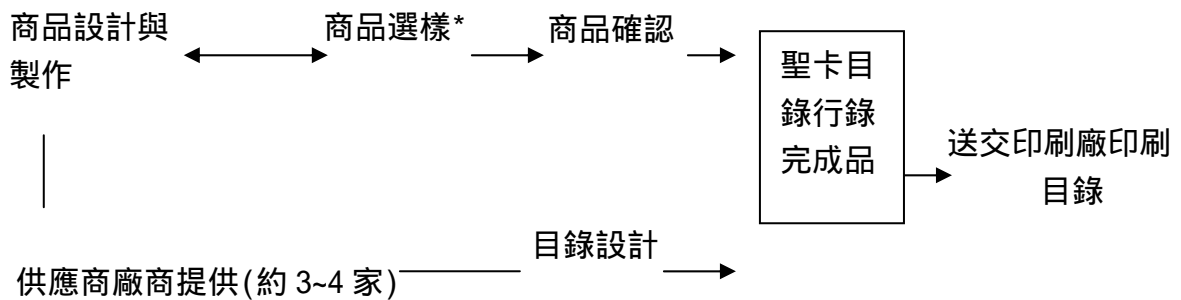 商品設計與
製作
商品選樣*
商品確認
聖卡目
錄行錄
完成品
送交印刷廠印刷
目錄
目錄設計
供應商廠商提供(約 3~4 家)